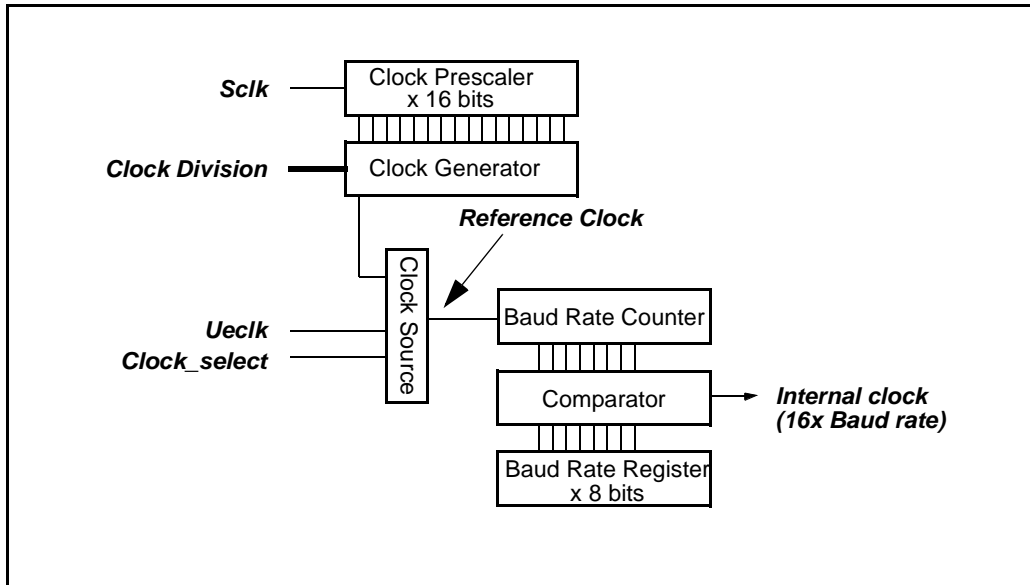 Sclk
Clock Prescaler
x 16 bits
Clock Division
Clock Generator
Reference Clock
Clock Source
Ueclk
Clock_select
Baud Rate Counter
Comparator
Internal clock
(16x Baud rate)
Baud Rate Register
x 8 bits